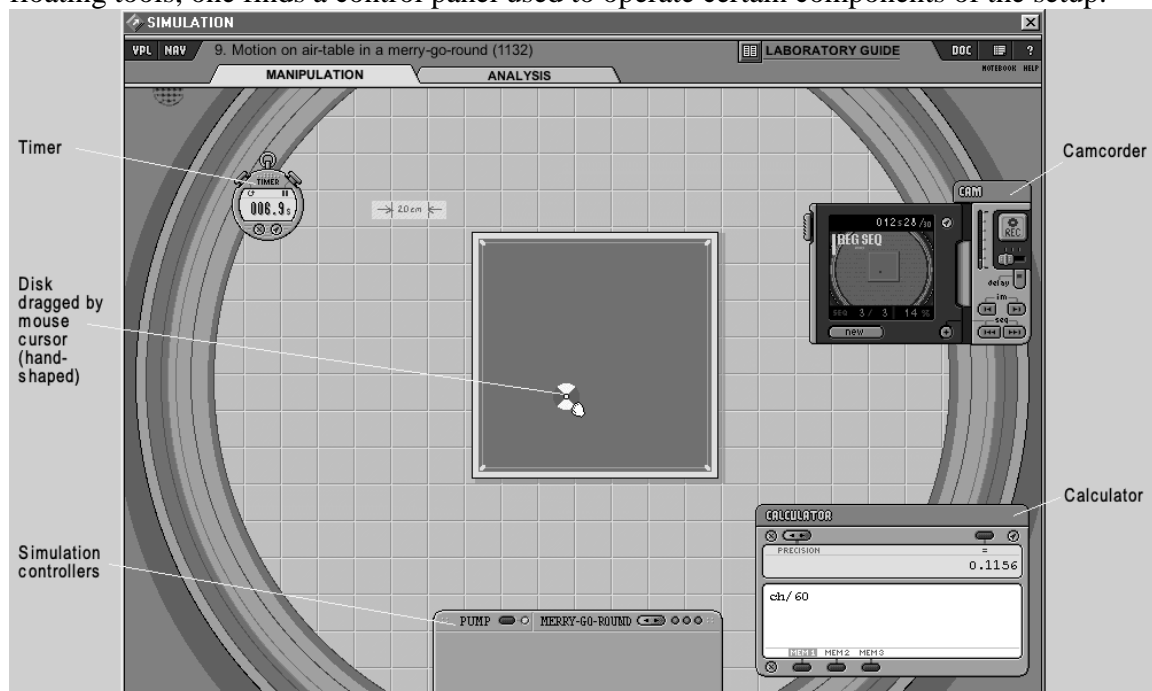 floating tools, one finds a control panel used to operate certain components of the setup.
SIMULATION
VPL NAV 9. Motion on air-table in a merry-go-round (1132) LABORATORY GUIDE DOC ?
NOTEBOOK HELP
MANIPULATION ANALYSIS
Timer
TIMER
006.9s
20cm
Camcorder
CAM
012s28/30
REG SEQ
REC
delay
im
SEQ 3/ 3 14 %
seq
new
Disk
dragged by
mouse
cursor
(hand-
shaped)
Calculator
CALCULATOR
PRECISION =
0.1156
ch/60
MEM1 MEM2 MEM3
Simulation
controllers
PUMP MERRY-GO-ROUND